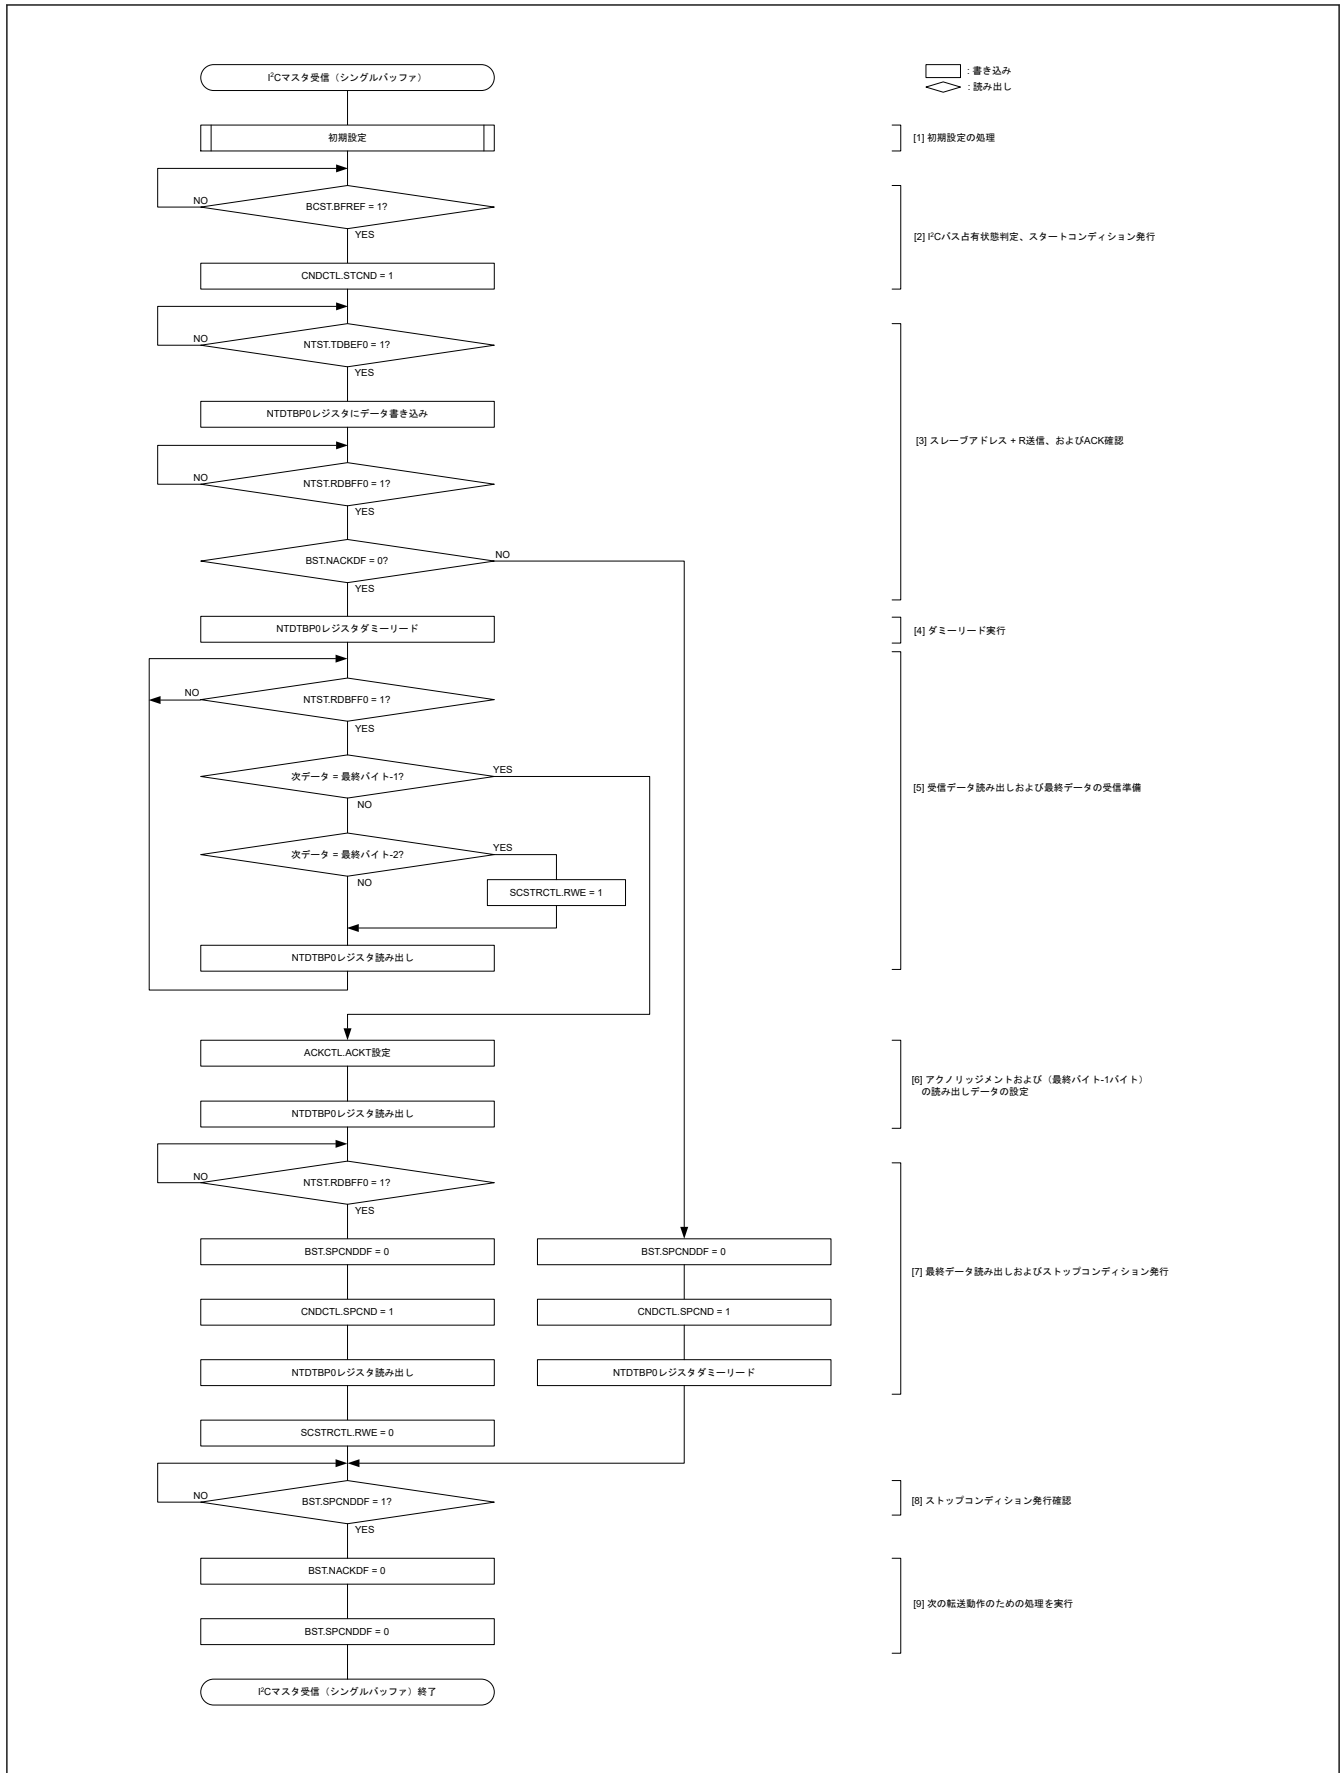 I²Cマスタ受信（シングルバッファ）
: 書き込み
: 読み出し
初期設定
[1] 初期設定の処理
NO
BCST.BFREF = 1?
YES
[2] I²Cバス占有状態判定、スタートコンディション発行
CNDCTL.STCND = 1
NO
NTST.TDBEF0 = 1?
YES
NTDTBP0レジスタにデータ書き込み
[3] スレーブアドレス + R送信、およびACK確認
NO
NTST.RDBFF0 = 1?
YES
BST.NACKDF = 0?
NO
YES
NTDTBP0レジスタダミーリード
[4] ダミーリード実行
NO
NTST.RDBFF0 = 1?
YES
次データ = 最終バイト-1?
YES
NO
[5] 受信データ読み出しおよび最終データの受信準備
次データ = 最終バイト-2?
YES
NO
SCSTRCTL.RWE = 1
NTDTBP0レジスタ読み出し
ACKCTL.ACKT設定
[6] アクノリッジメントおよび（最終バイト-1バイト）
の読み出しデータの設定
NTDTBP0レジスタ読み出し
NO
NTST.RDBFF0 = 1?
YES
BST.SPCNDDF = 0
BST.SPCNDDF = 0
[7] 最終データ読み出しおよびストップコンディション発行
CNDCTL.SPCND = 1
CNDCTL.SPCND = 1
NTDTBP0レジスタ読み出し
NTDTBP0レジスタダミーリード
SCSTRCTL.RWE = 0
NO
BST.SPCNDDF = 1?
YES
[8] ストップコンディション発行確認
BST.NACKDF = 0
[9] 次の転送動作のための処理を実行
BST.SPCNDDF = 0
I²Cマスタ受信（シングルバッファ）終了